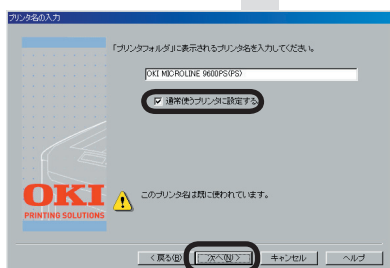 プリンタ名の入力
「プリンタフォルダ」に表示されるプリンタ名を入力してください。
OKI MICROLINE 9600PS(PS)
通常使うプリンタに設定する
OKI
PRINTING SOLUTIONS
このプリンタ名は既に使われています。
< 戻る(B)
次へ(N) >
キャンセル
ヘルプ